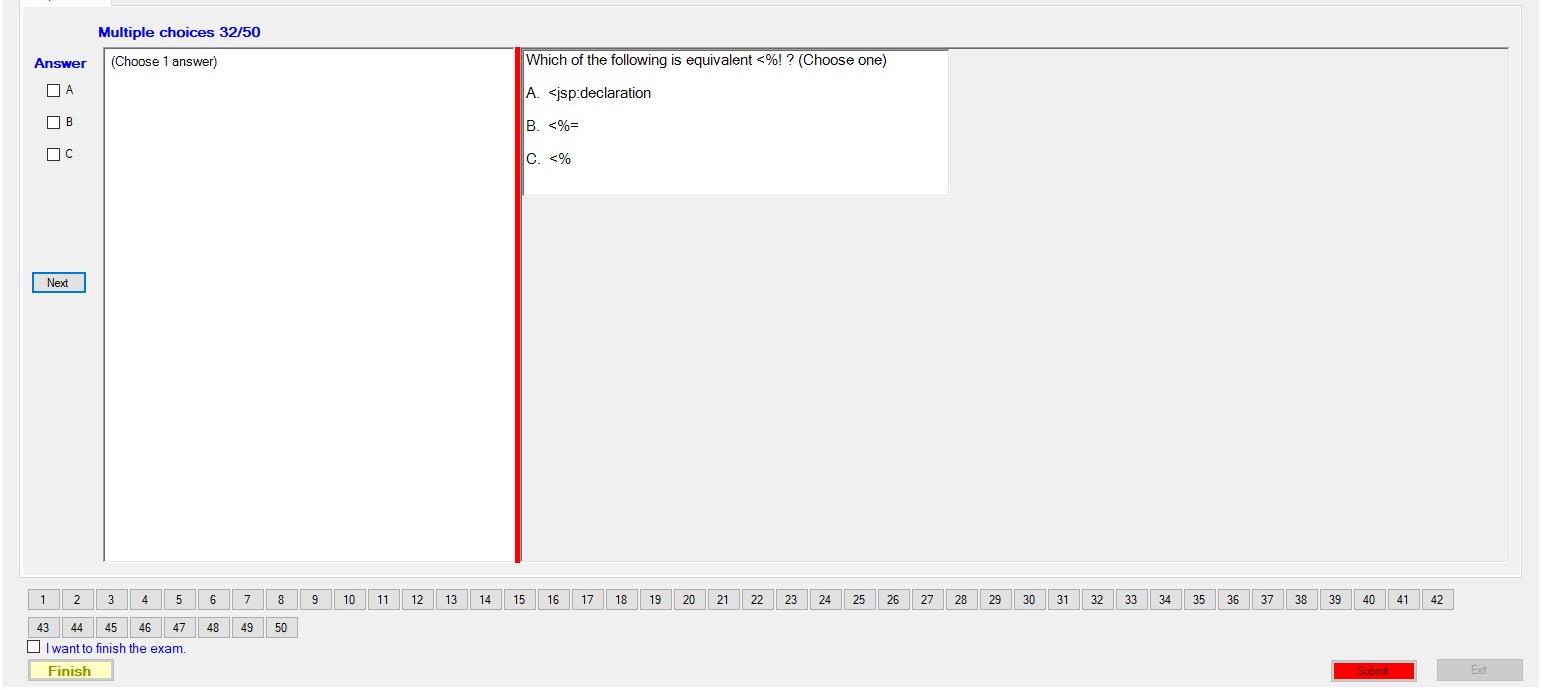 Multiple choices 32/50
Answer
A
B
C
Next
(Choose 1 answer)
Which of the following is equivalent <%! ? (Choose one)
A. <jsp:declaration
B. <%=
C. <%
1 2 3 4 5 6 7 8 9 10 11 12 13 14 15 16 17 18 19 20 21 22 23 24 25 26 27 28 29 30 31 32 33 34 35 36 37 38 39 40 41 42
43 44 45 46 47 48 49 50
I want to finish the exam.
Finish
Submit
Exit